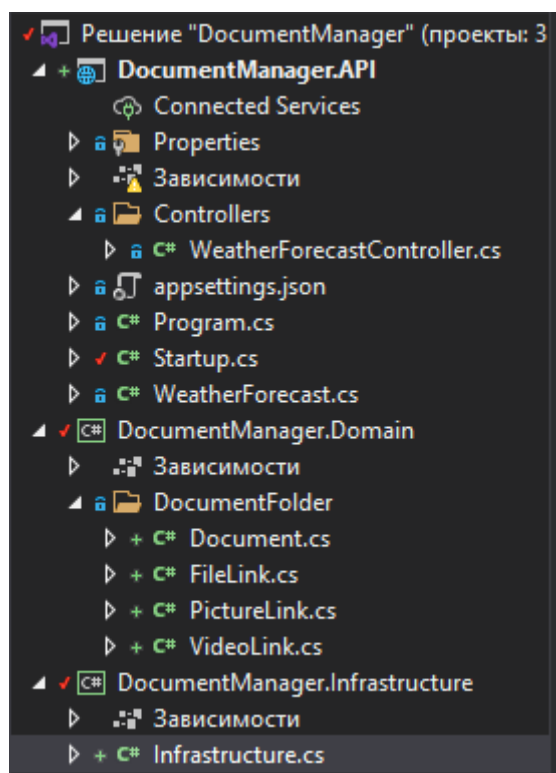 Решение "DocumentManager" (проекты: 3
DocumentManager.API
Connected Services
Properties
Зависимости
Controllers
C# WeatherForecastController.cs
appsettings.json
C# Program.cs
C# Startup.cs
C# WeatherForecast.cs
C# DocumentManager.Domain
Зависимости
DocumentFolder
C# Document.cs
C# FileLink.cs
C# PictureLink.cs
C# VideoLink.cs
C# DocumentManager.Infrastructure
Зависимости
C# Infrastructure.cs